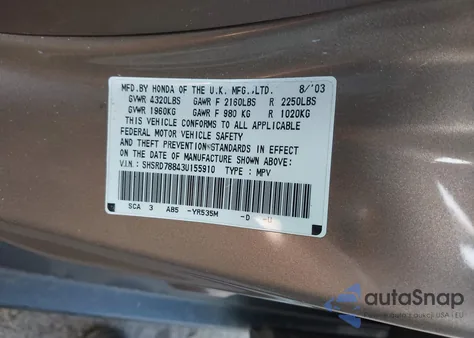 MFD.BY HONDA OF THE U.K. MFG.,LTD. 8/'03
GVWR 4320LBS GAWR F 2160LBS R 2250LBS
GVWR 1960KG GAWR F 980 KG R 1020KG
THIS VEHICLE CONFORMS TO ALL APPLICABLE
FEDERAL MOTOR VEHICLE SAFETY
AND THEFT PREVENTION STANDARDS IN EFFECT
ON THE DATE OF MANUFACTURE SHOWN ABOVE.
V.I.N.: SHSRD78843U155910 TYPE: MPV
SCA 3 AB5 -YR535M -D
autoSnap